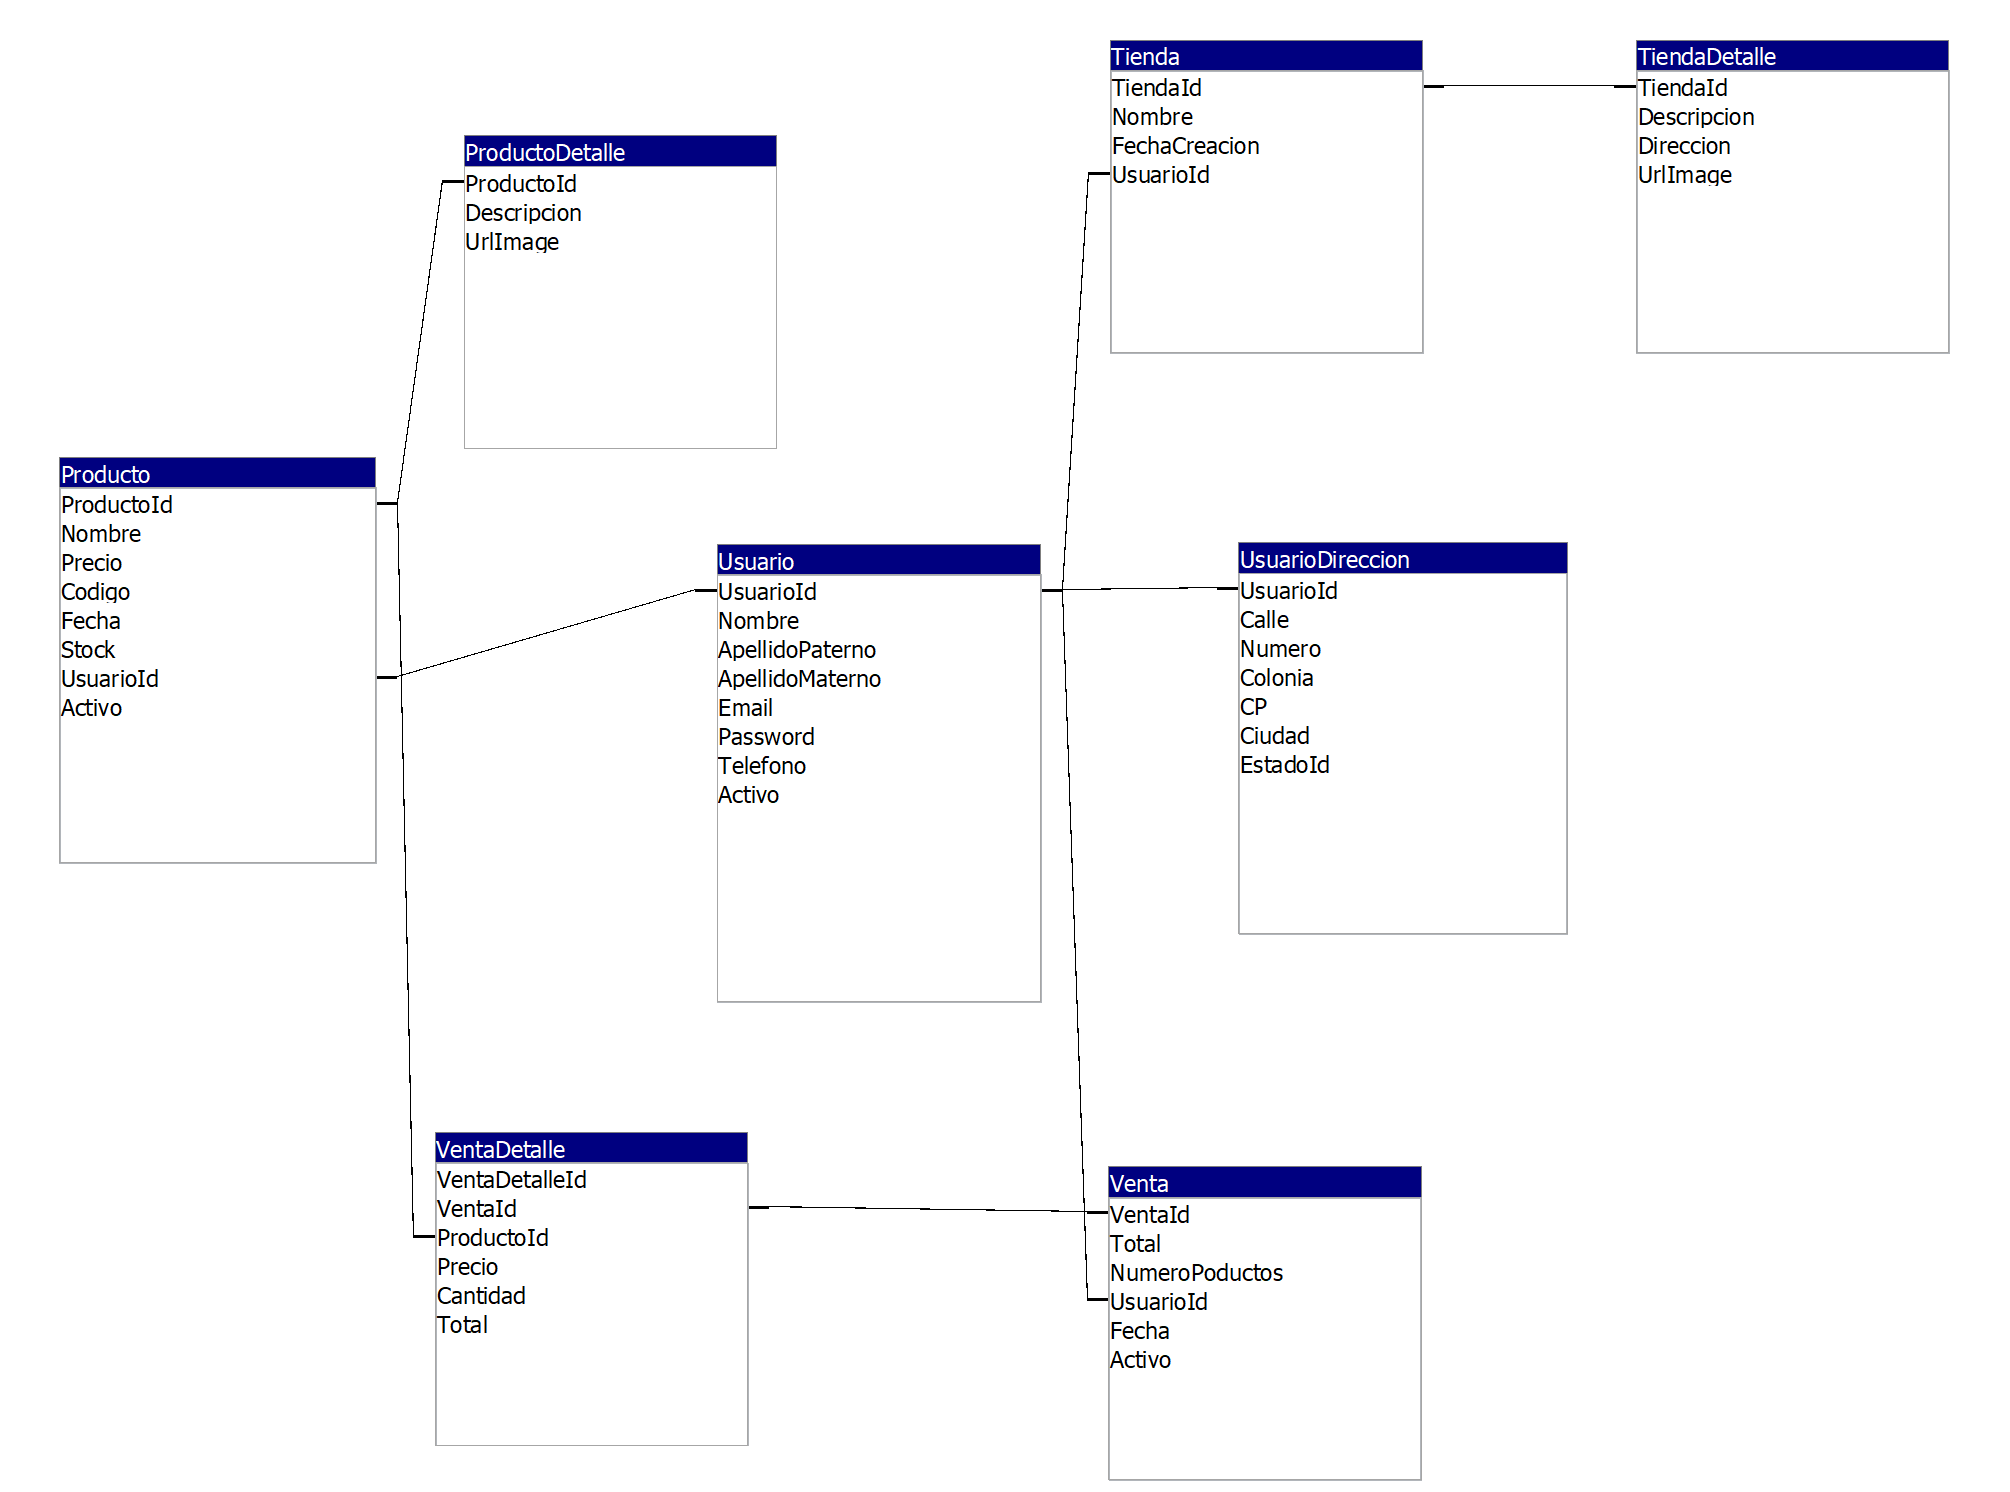 Tienda
TiendaId
Nombre
FechaCreacion
UsuarioId
TiendaDetalle
TiendaId
Descripcion
Direccion
UrlImage
ProductoDetalle
ProductoId
Descripcion
UrlImage
Producto
ProductoId
Nombre
Precio
Codigo
Fecha
Stock
UsuarioId
Activo
Usuario
UsuarioId
Nombre
ApellidoPaterno
ApellidoMaterno
Email
Password
Telefono
Activo
UsuarioDireccion
UsuarioId
Calle
Numero
Colonia
CP
Ciudad
EstadoId
VentaDetalle
VentaDetalleId
VentaId
ProductoId
Precio
Cantidad
Total
Venta
VentaId
Total
NumeroPoductos
UsuarioId
Fecha
Activo